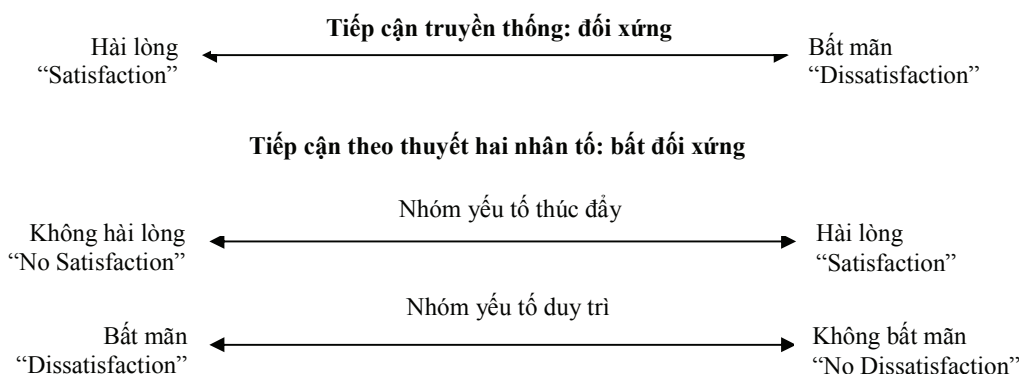 Tiếp cận truyền thống: đối xứng
Hài lòng
“Satisfaction”
Bất mãn
“Dissatisfaction”
Tiếp cận theo thuyết hai nhân tố: bất đối xứng
Nhóm yếu tố thúc đẩy
Không hài lòng
“No Satisfaction”
Hài lòng
“Satisfaction”
Nhóm yếu tố duy trì
Bất mãn
“Dissatisfaction”
Không bất mãn
“No Dissatisfaction”